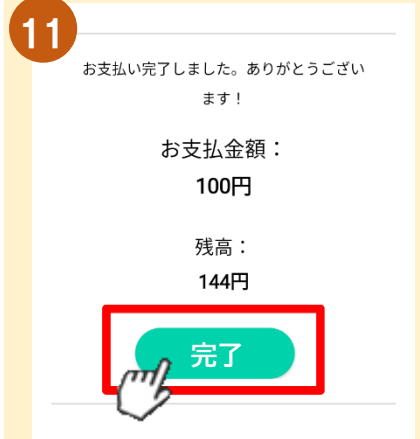 11
お支払い完了しました。ありがとうござい
ます！
お支払金額：
100円
残高：
144円
完了